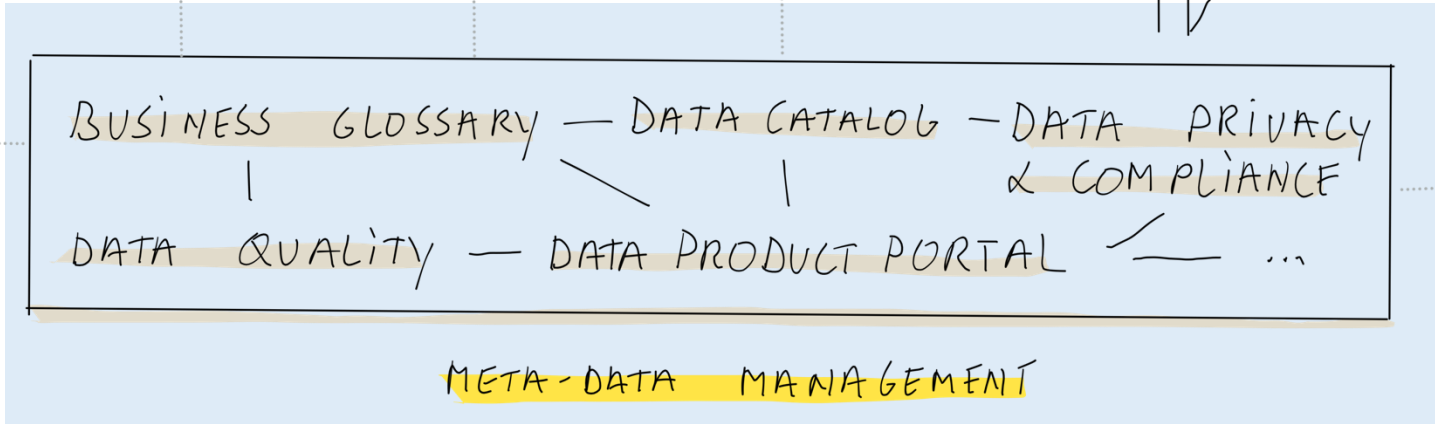 BUSINESS GLOSSARY — DATA CATALOG — DATA PRIVACY
& COMPLIANCE
DATA QUALITY — DATA PRODUCT PORTAL — ...
META-DATA MANAGEMENT